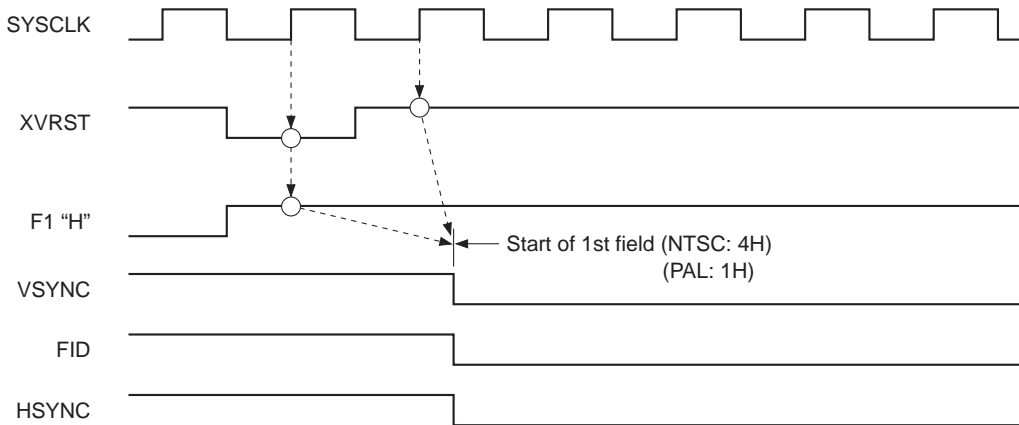 SYSCLK
XVRST
F1 “H”
Start of 1st field (NTSC: 4H)
(PAL: 1H)
VSYNC
FID
HSYNC